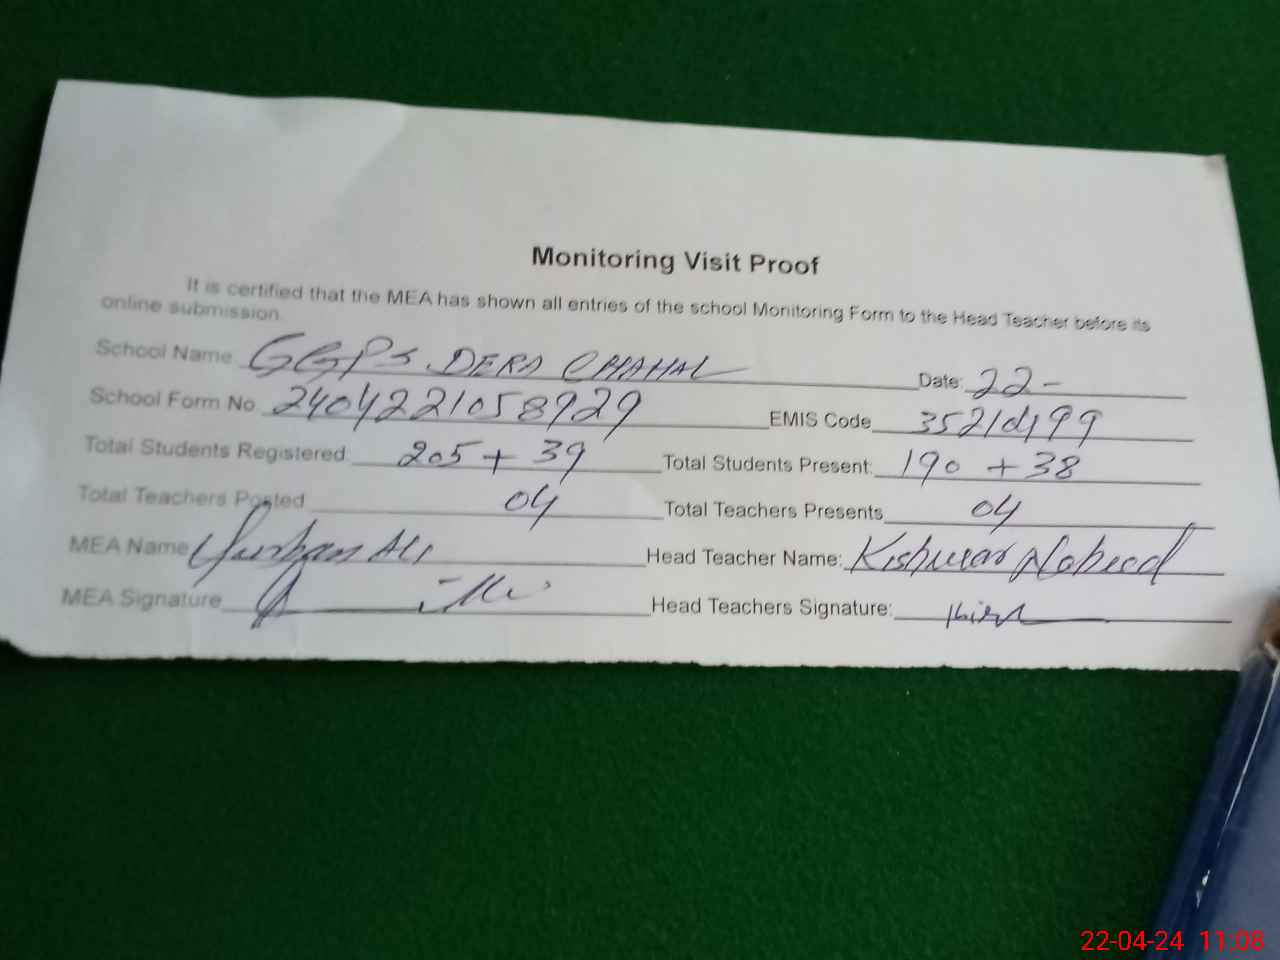 Monitoring Visit Proof
It is certified that the MEA has shown all entries of the school Monitoring Form to the Head Teacher before its
online submission.
School Name GGPS DERA CHAHAL Date: 22-
School Form No. 2404221058929 EMIS Code 35210199
Total Students Registered 205 + 39 Total Students Present: 190 + 38
Total Teachers Posted 04 Total Teachers Presents 04
MEA Name Ali Head Teacher Name: Kishwar Naheed
MEA Signature Head Teachers Signature:
22-04-24 11:08